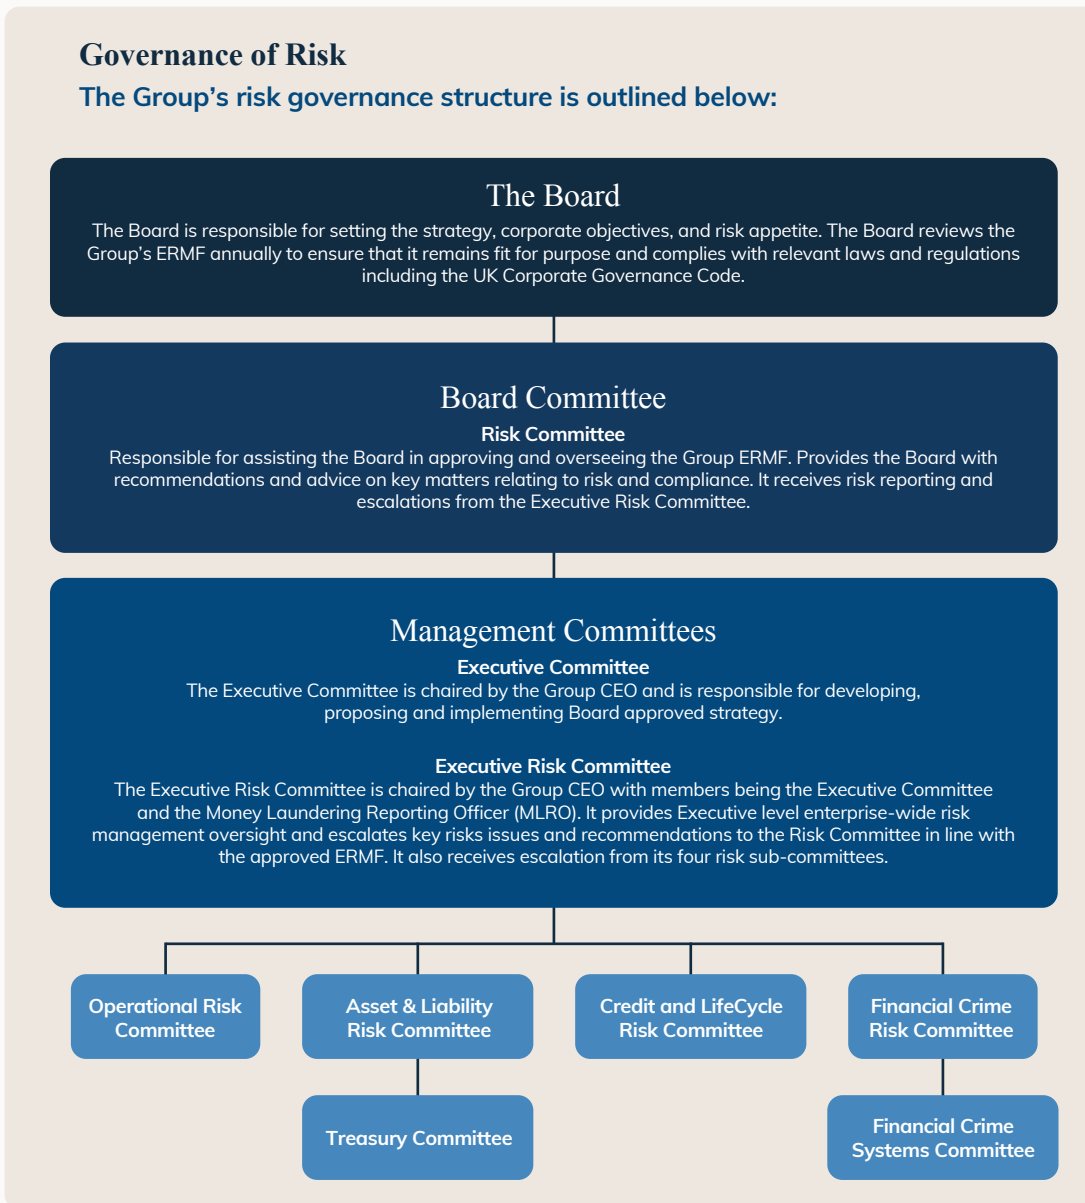 Governance of Risk
The Group's risk governance structure is outlined below:
The Board
The Board is responsible for setting the strategy, corporate objectives, and risk appetite. The Board reviews the
Group's ERMF annually to ensure that it remains fit for purpose and complies with relevant laws and regulations
including the UK Corporate Governance Code.
Board Committee
Risk Committee
Responsible for assisting the Board in approving and overseeing the Group ERMF. Provides the Board with
recommendations and advice on key matters relating to risk and compliance. It receives risk reporting and
escalations from the Executive Risk Committee.
Management Committees
Executive Committee
The Executive Committee is chaired by the Group CEO and is responsible for developing,
proposing and implementing Board approved strategy.
Executive Risk Committee
The Executive Risk Committee is chaired by the Group CEO with members being the Executive Committee
and the Money Laundering Reporting Officer (MLRO). It provides Executive level enterprise-wide risk
management oversight and escalates key risks issues and recommendations to the Risk Committee in line with
the approved ERMF. It also receives escalation from its four risk sub-committees.
Operational Risk
Committee
Asset & Liability
Risk Committee
Credit and LifeCycle
Risk Committee
Financial Crime
Risk Committee
Treasury Committee
Financial Crime
Systems Committee